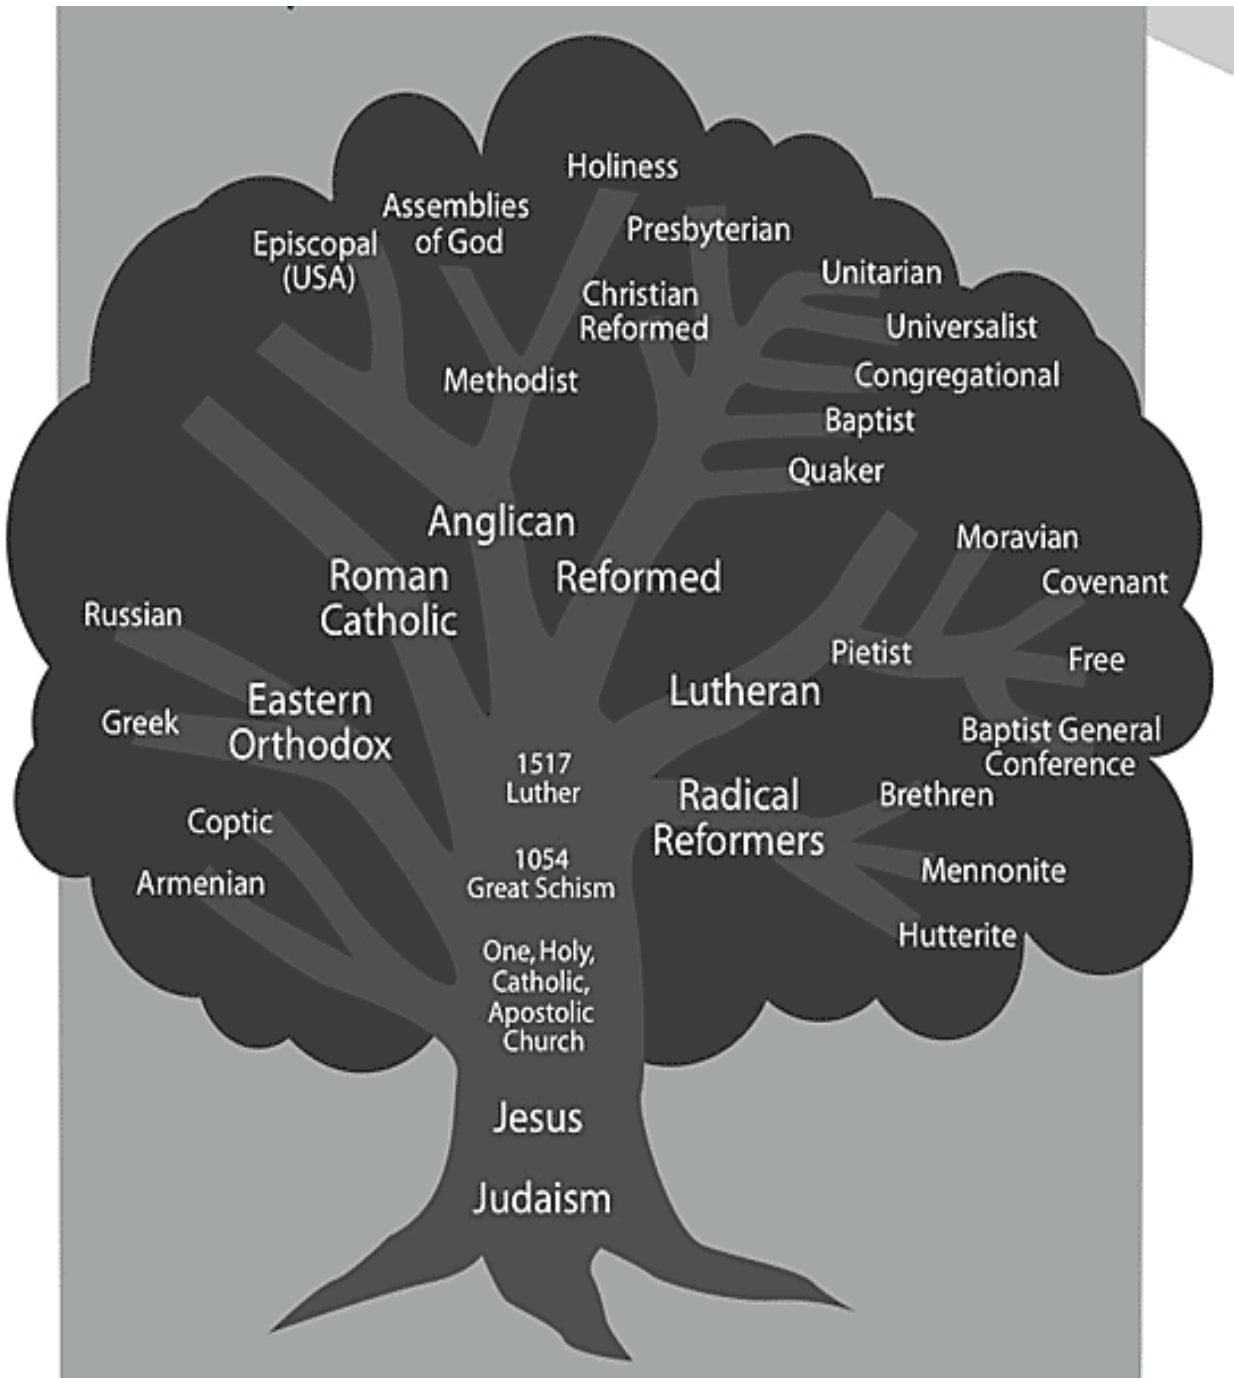 Holiness
Assemblies
of God
Presbyterian
Episcopal
(USA)
Unitarian
Christian
Reformed
Universalist
Methodist
Congregational
Baptist
Quaker
Anglican
Moravian
Roman
Catholic
Reformed
Covenant
Russian
Pietist
Free
Eastern
Orthodox
Lutheran
Greek
Baptist General
Conference
1517
Luther
Radical
Reformers
Brethren
Coptic
Armenian
1054
Great Schism
Mennonite
Hutterite
One, Holy,
Catholic,
Apostolic
Church
Jesus
Judaism